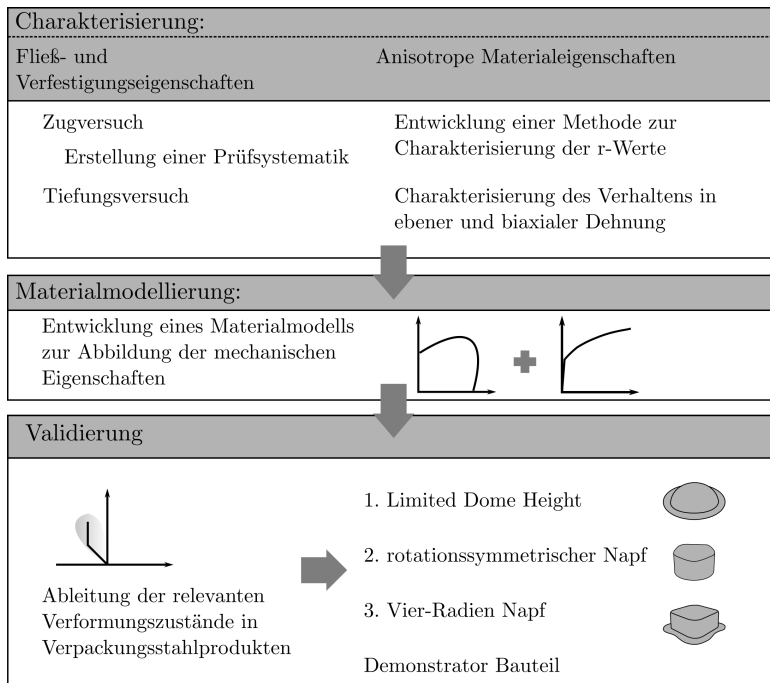 Charakterisierung:
Fließ- und
Verfestigungseigenschaften
Anisotrope Materialeigenschaften
Zugversuch
Erstellung einer Prüfsystematik
Tiefungsversuch
Entwicklung einer Methode zur
Charakterisierung der r-Werte
Charakterisierung des Verhaltens in
ebener und biaxialer Dehnung
Materialmodellierung:
Entwicklung eines Materialmodells
zur Abbildung der mechanischen
Eigenschaften
Validierung
Ableitung der relevanten
Verformungszustände in
Verpackungsstahlprodukten
1. Limited Dome Height
2. rotationssymmetrischer Napf
3. Vier-Radien Napf
Demonstrator Bauteil